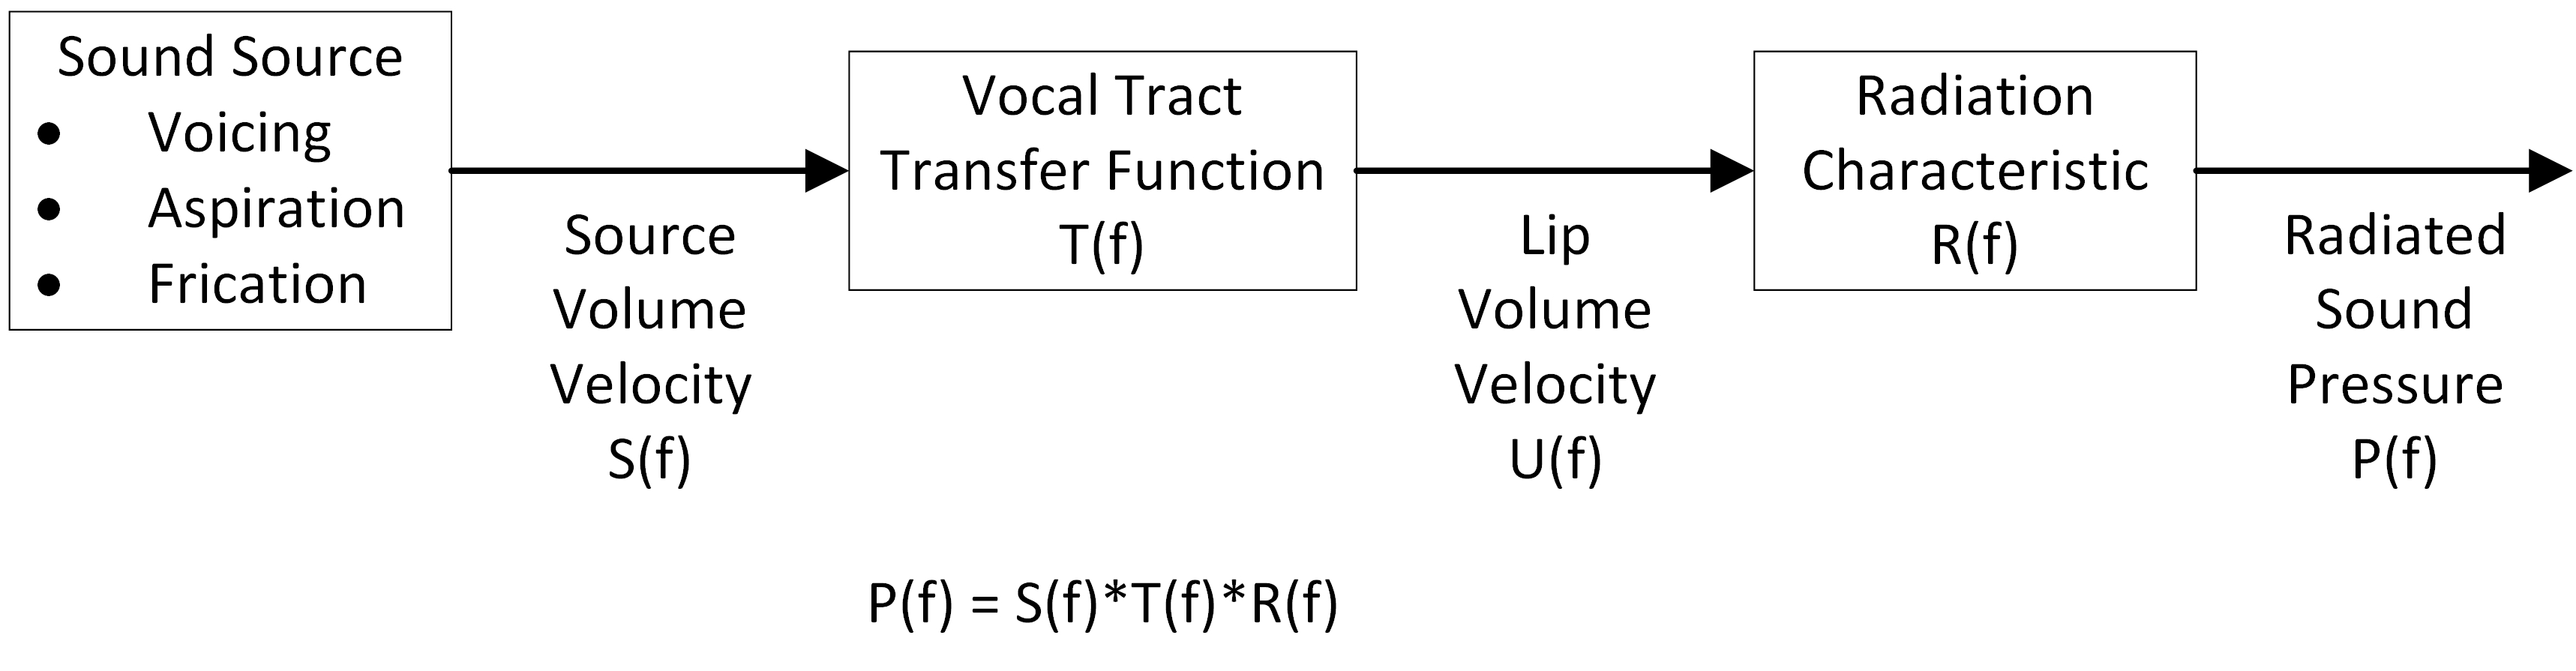 Sound Source
• Voicing
• Aspiration
• Frication
Source
Volume
Velocity
S(f)
Vocal Tract
Transfer Function
T(f)
Lip
Volume
Velocity
U(f)
Radiation
Characteristic
R(f)
Radiated
Sound
Pressure
P(f)
P(f) = S(f)*T(f)*R(f)